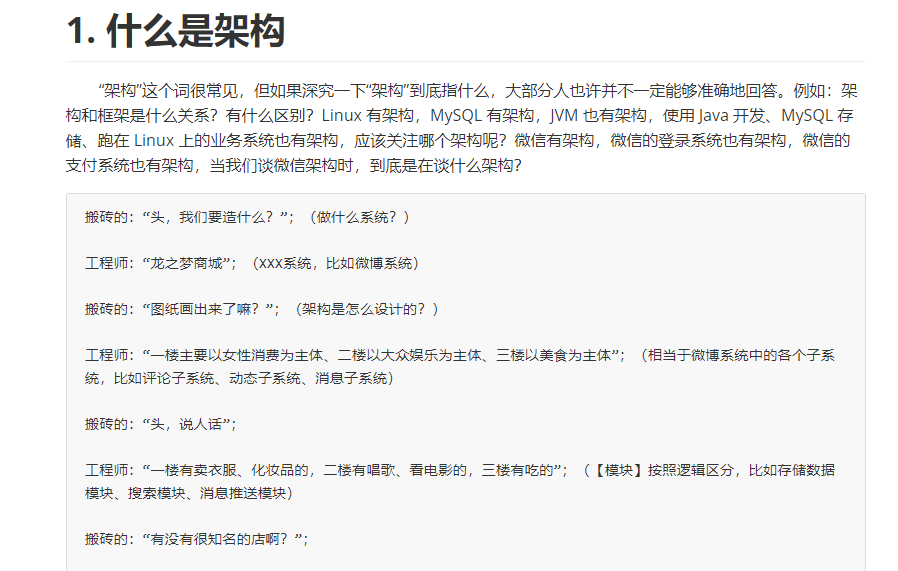 1. 什么是架构
“架构”这个词很常见，但如果深究一下“架构”到底指什么，大部分人也许并不一定能够准确地回答。例如：架
构和框架是什么关系？有什么区别？Linux 有架构，MySQL 有架构，JVM 也有架构，使用 Java 开发、MySQL 存
储、跑在 Linux 上的业务系统也有架构，应该关注哪个架构呢？微信有架构，微信的登录系统也有架构，微信的
支付系统也有架构，当我们谈微信架构时，到底是在谈什么架构？
搬砖的：“头，我们要造什么？”；（做什么系统？）
工程师：“龙之梦商城”；（XXX系统，比如微博系统）
搬砖的：“图纸画出来了嘛？”；（架构是怎么设计的？）
工程师：“一楼主要以女性消费为主体、二楼以大众娱乐为主体、三楼以美食为主体”；（相当于微博系统中的各个子系
统，比如评论子系统、动态子系统、消息子系统）
搬砖的：“头，说人话”；
工程师：“一楼有卖衣服、化妆品的，二楼有唱歌、看电影的，三楼有吃的”；（【模块】按照逻辑区分，比如存储数据
模块、搜索模块、消息推送模块）
搬砖的：“有没有很知名的店啊？”；